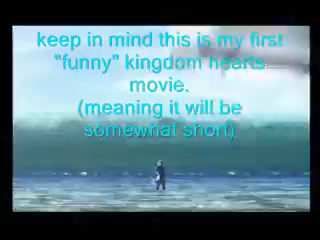 keep in mind this is my first
"funny" kingdom hearts
movie.
(meaning it will be
somewhat short)